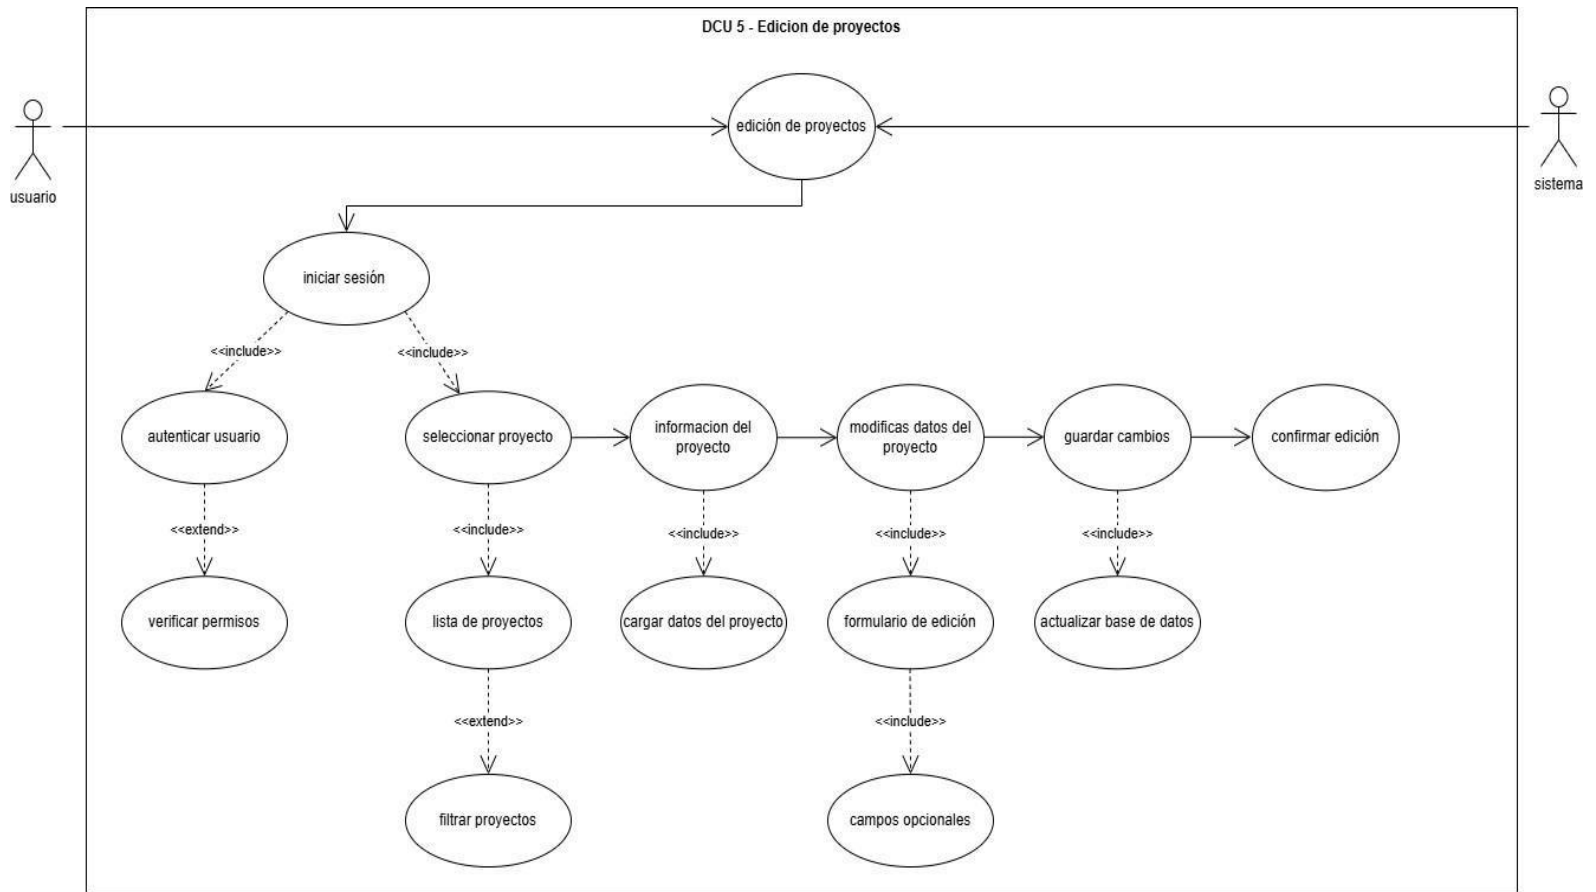 DCU 5 - Edicion de proyectos
edición de proyectos
usuario
sistema
iniciar sesión
<<include>>
<<include>>
autenticar usuario
seleccionar proyecto
informacion del
proyecto
modificas datos del
proyecto
guardar cambios
confirmar edición
<<extend>>
<<include>>
<<include>>
<<include>>
<<include>>
verificar permisos
lista de proyectos
cargar datos del proyecto
formulario de edición
actualizar base de datos
<<extend>>
<<include>>
filtrar proyectos
campos opcionales